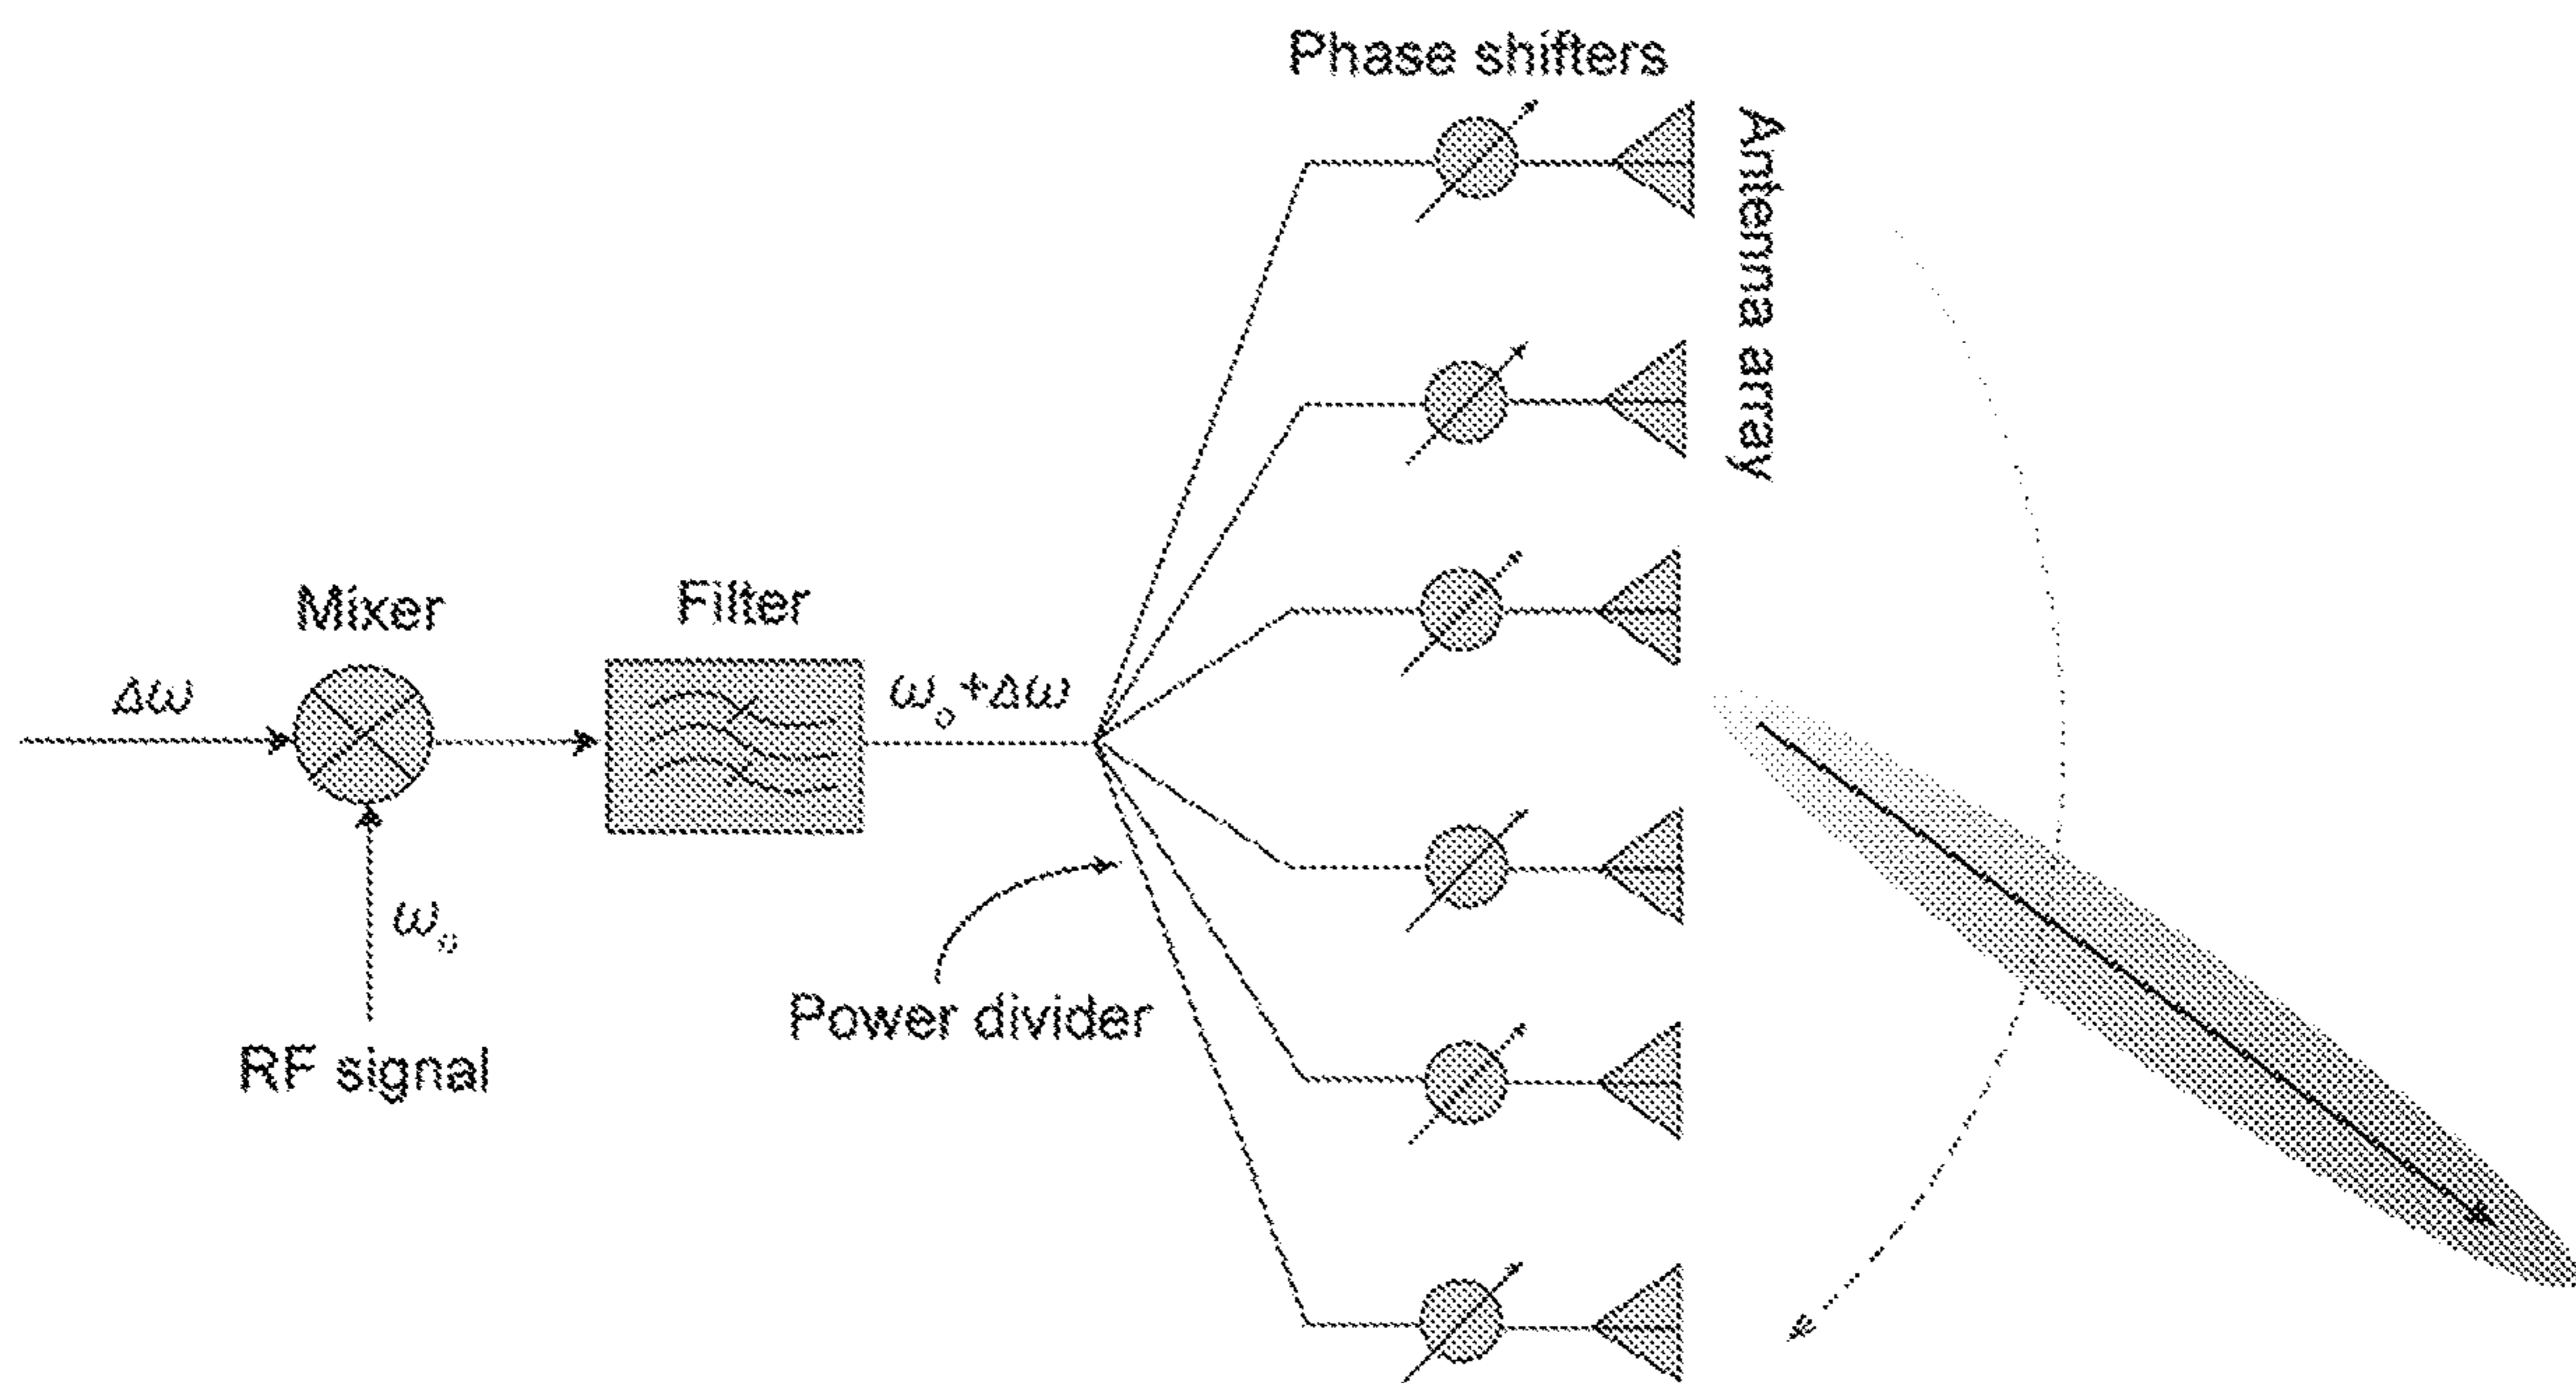 Phase shifters
Antenna array
Mixer
Filter
Δω
ω₀+Δω
ω₀
Power divider
RF signal